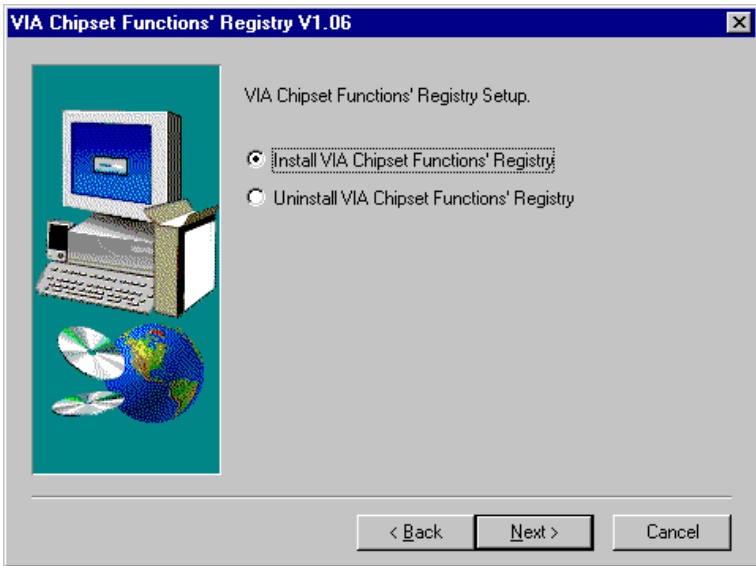 VIA Chipset Functions' Registry V1.06
VIA Chipset Functions' Registry Setup.
Install VIA Chipset Functions' Registry
Uninstall VIA Chipset Functions' Registry
< Back Next > Cancel